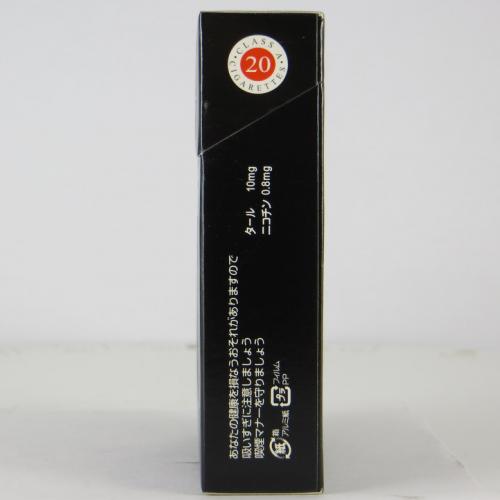 CLASS A
20
CIGARETTES
タール 10mg
ニコチン 0.8mg
あなたの健康を損なうおそれがありますので
吸いすぎに注意しましょう
喫煙マナーを守りましょう
紙 箱
アルミ紙
プラ フィルム
PP